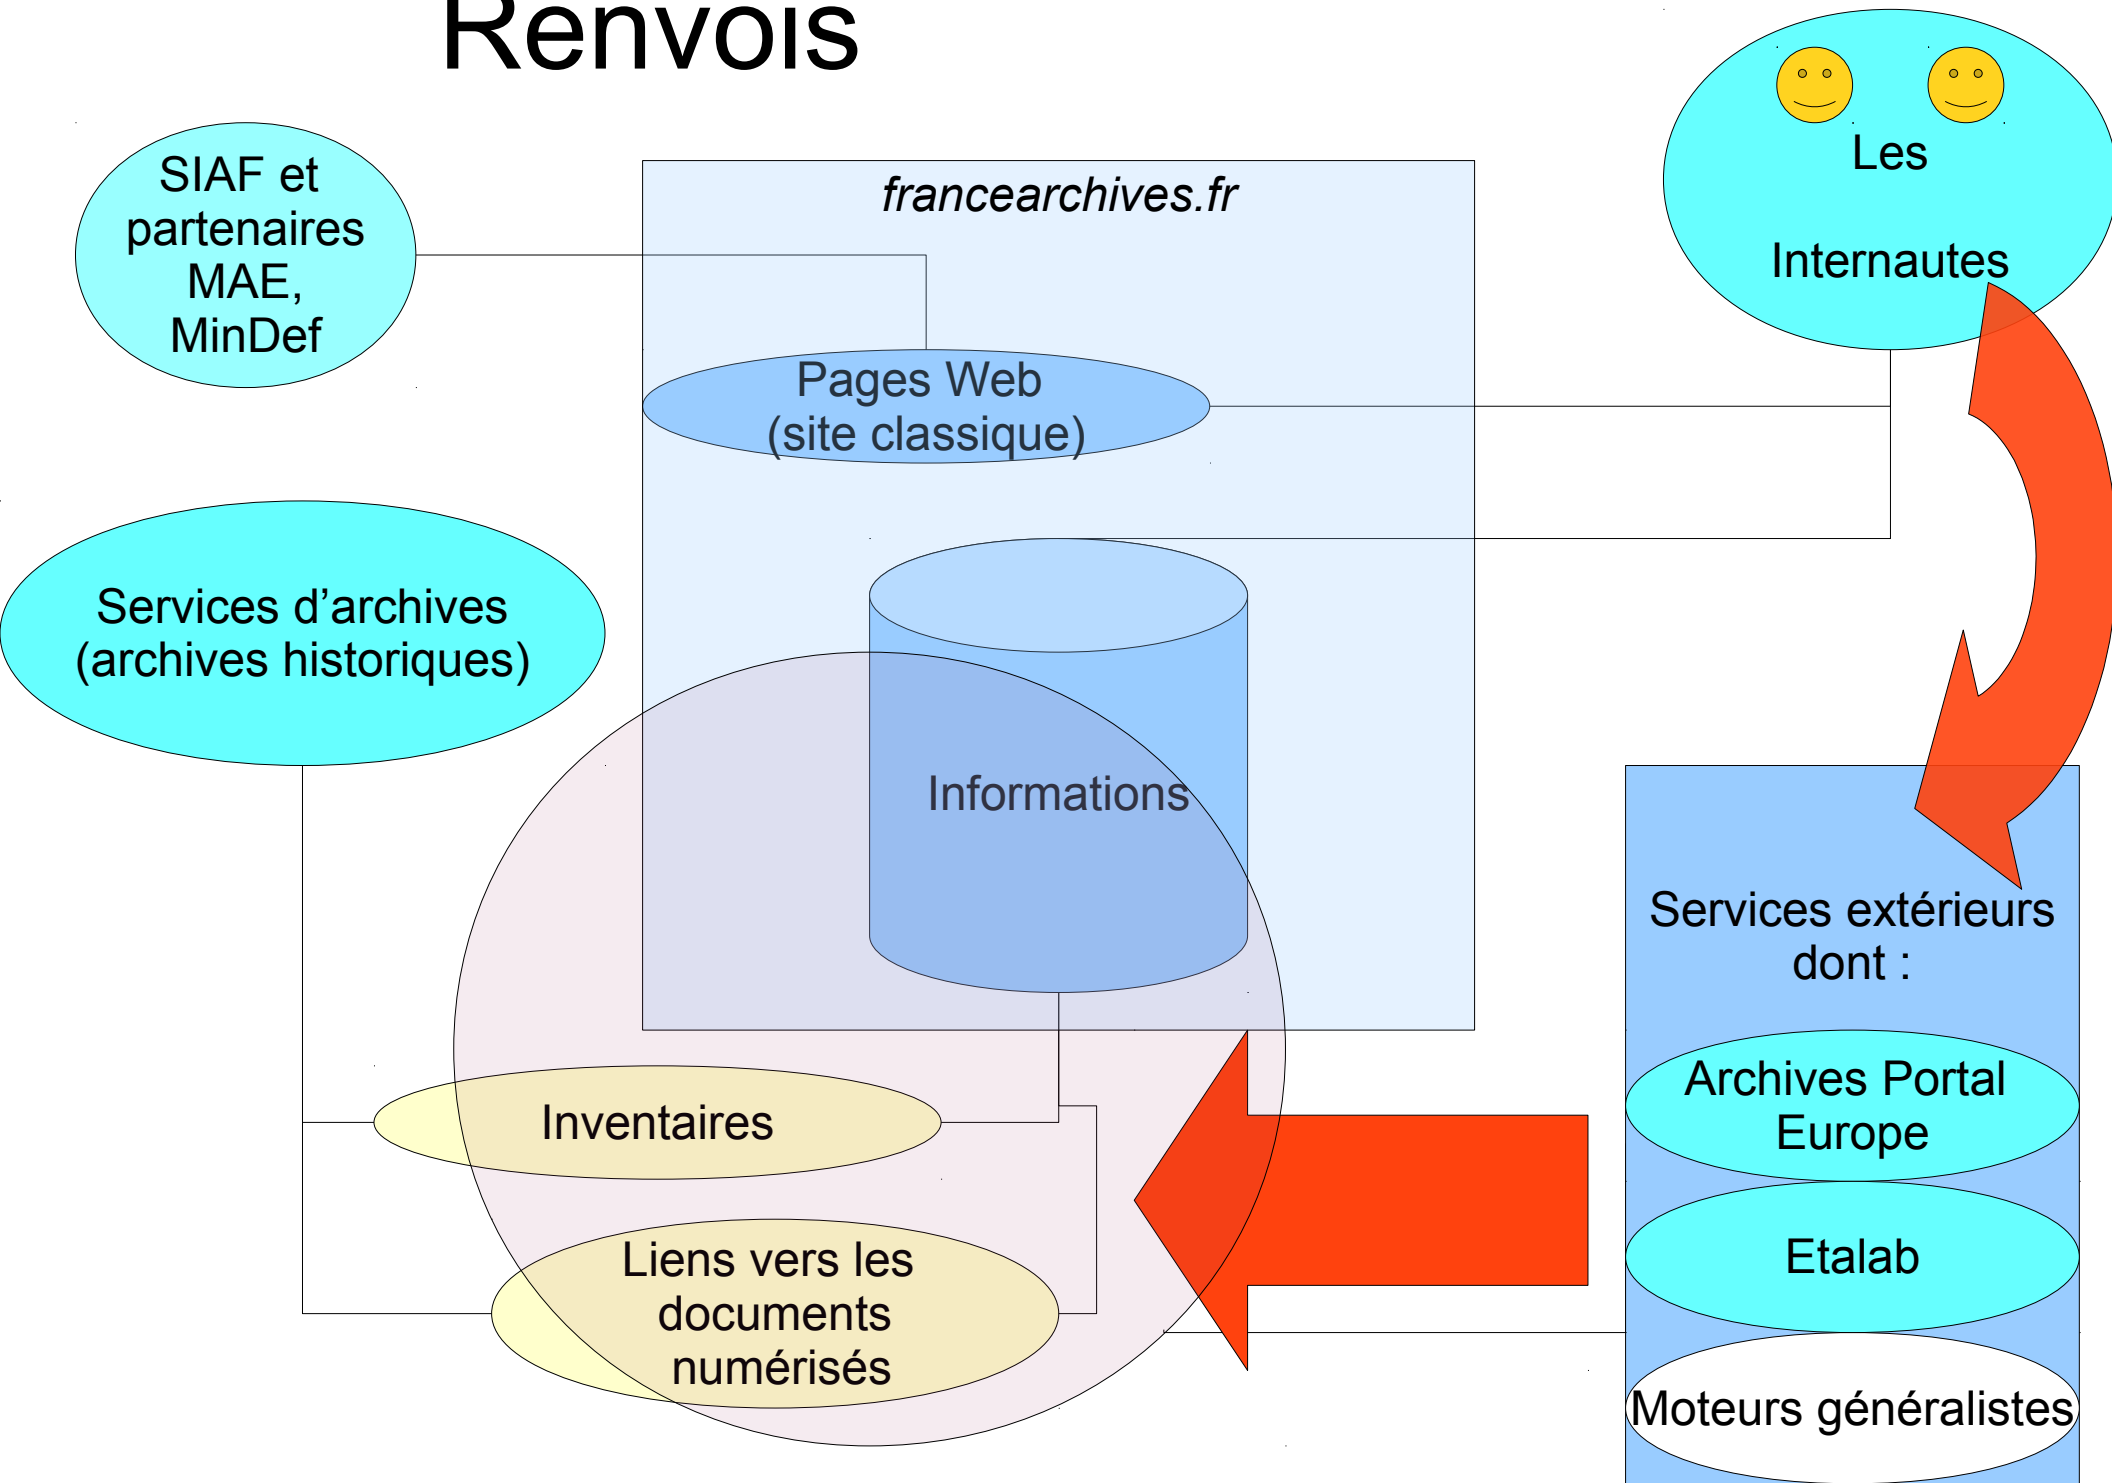 Renvois
SIAF et
partenaires
MAE,
MinDef
francearchives.fr
Les
Internautes
Pages Web
(site classique)
Services d’archives
(archives historiques)
Informations
Services extérieurs
dont :
Archives Portal
Europe
Inventaires
Etalab
Liens vers les
documents
numérisés
Moteurs généralistes